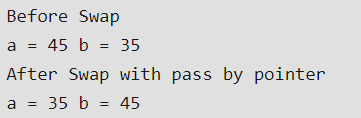 Before Swap
a = 45 b = 35
After Swap with pass by pointer
a = 35 b = 45